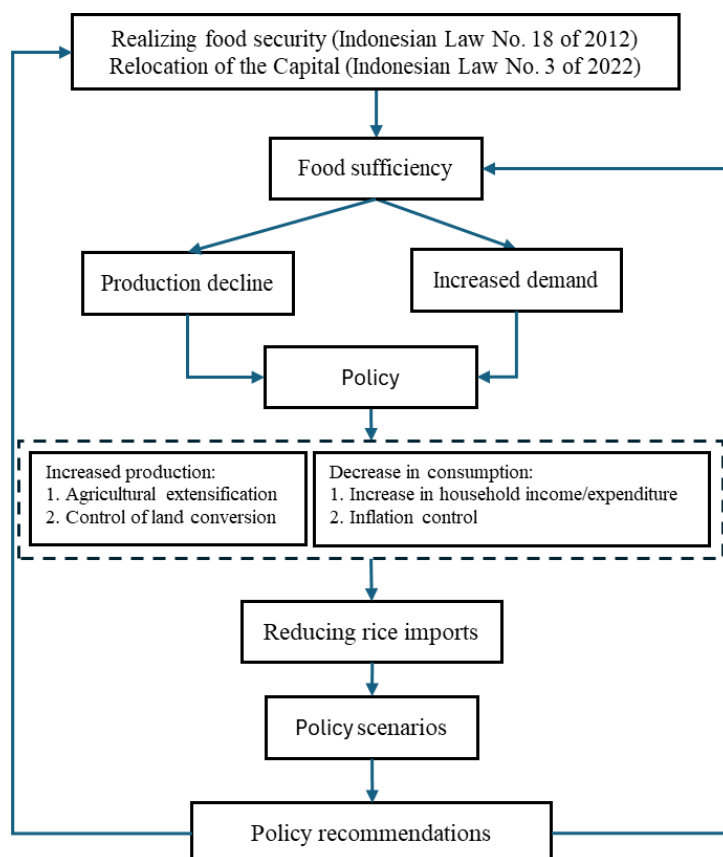 Realizing food security (Indonesian Law No. 18 of 2012)
Relocation of the Capital (Indonesian Law No. 3 of 2022)
Food sufficiency
Production decline
Increased demand
Policy
Increased production:
1. Agricultural extensification
2. Control of land conversion
Decrease in consumption:
1. Increase in household income/expenditure
2. Inflation control
Reducing rice imports
Policy scenarios
Policy recommendations